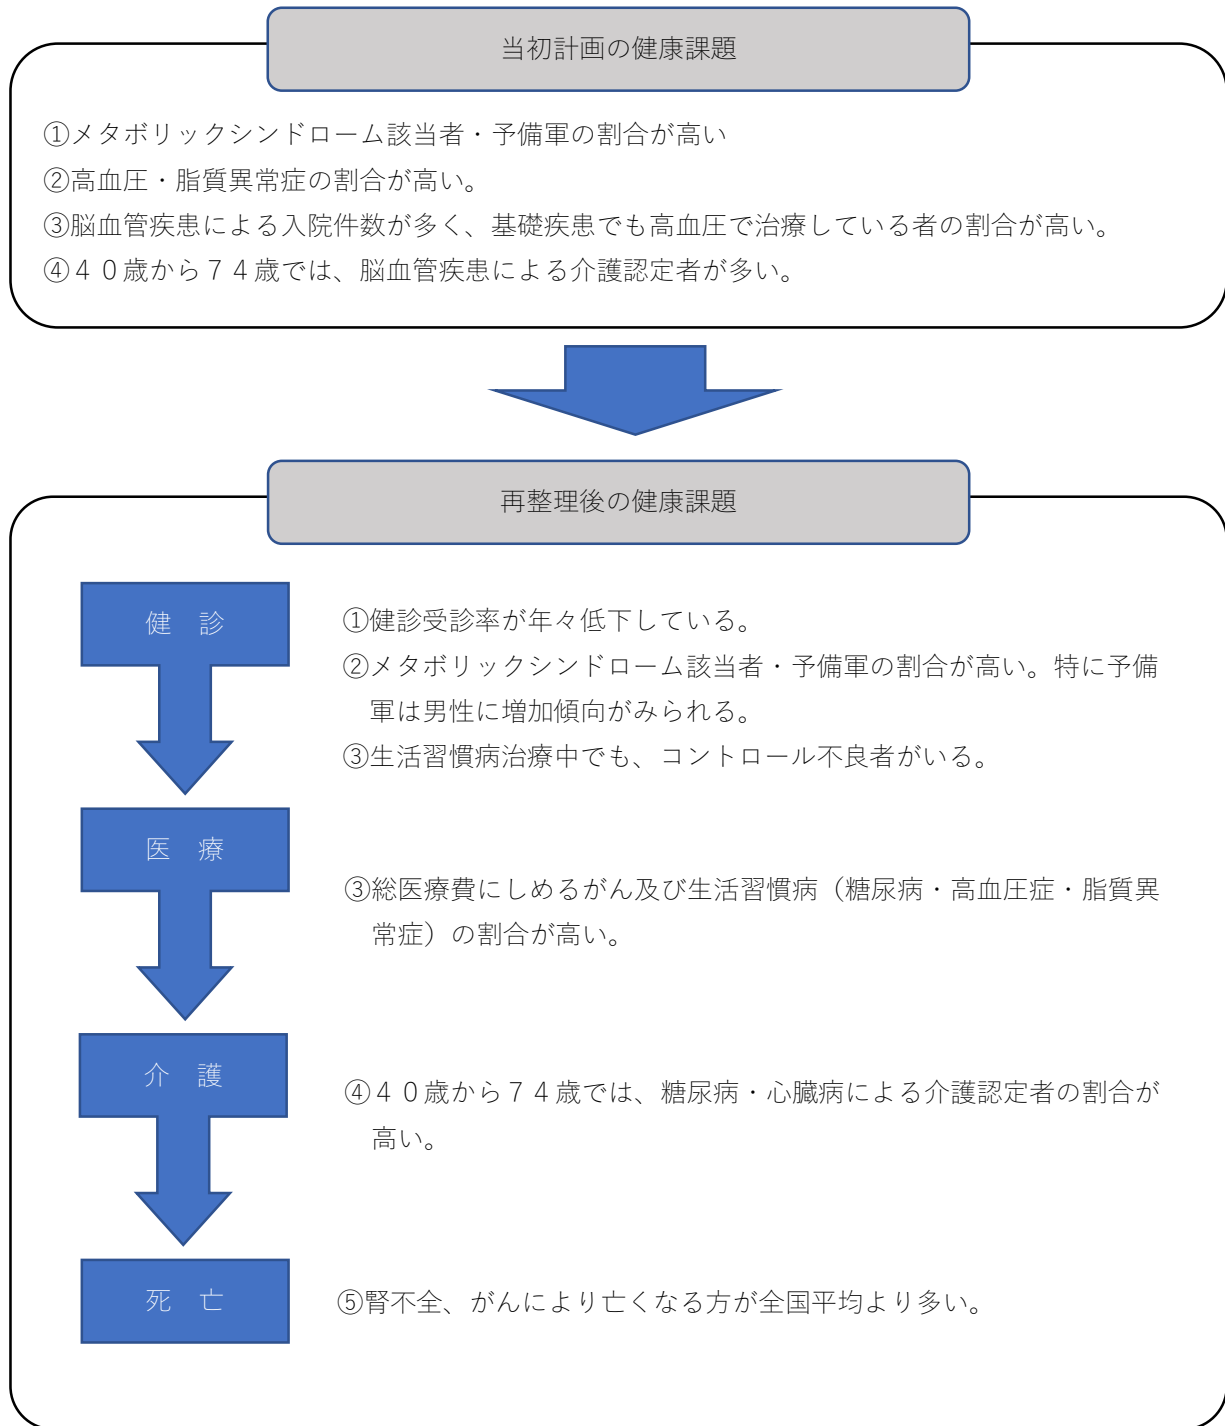 当初計画の健康課題
①メタボリックシンドローム該当者・予備軍の割合が高い
②高血圧・脂質異常症の割合が高い。
③脳血管疾患による入院件数が多く、基礎疾患でも高血圧で治療している者の割合が高い。
④４０歳から７４歳では、脳血管疾患による介護認定者が多い。
再整理後の健康課題
健　診
①健診受診率が年々低下している。
②メタボリックシンドローム該当者・予備軍の割合が高い。特に予備
軍は男性に増加傾向がみられる。
③生活習慣病治療中でも、コントロール不良者がいる。
医　療
③総医療費にしめるがん及び生活習慣病（糖尿病・高血圧症・脂質異
常症）の割合が高い。
介　護
④４０歳から７４歳では、糖尿病・心臓病による介護認定者の割合が
高い。
死　亡
⑤腎不全、がんにより亡くなる方が全国平均より多い。